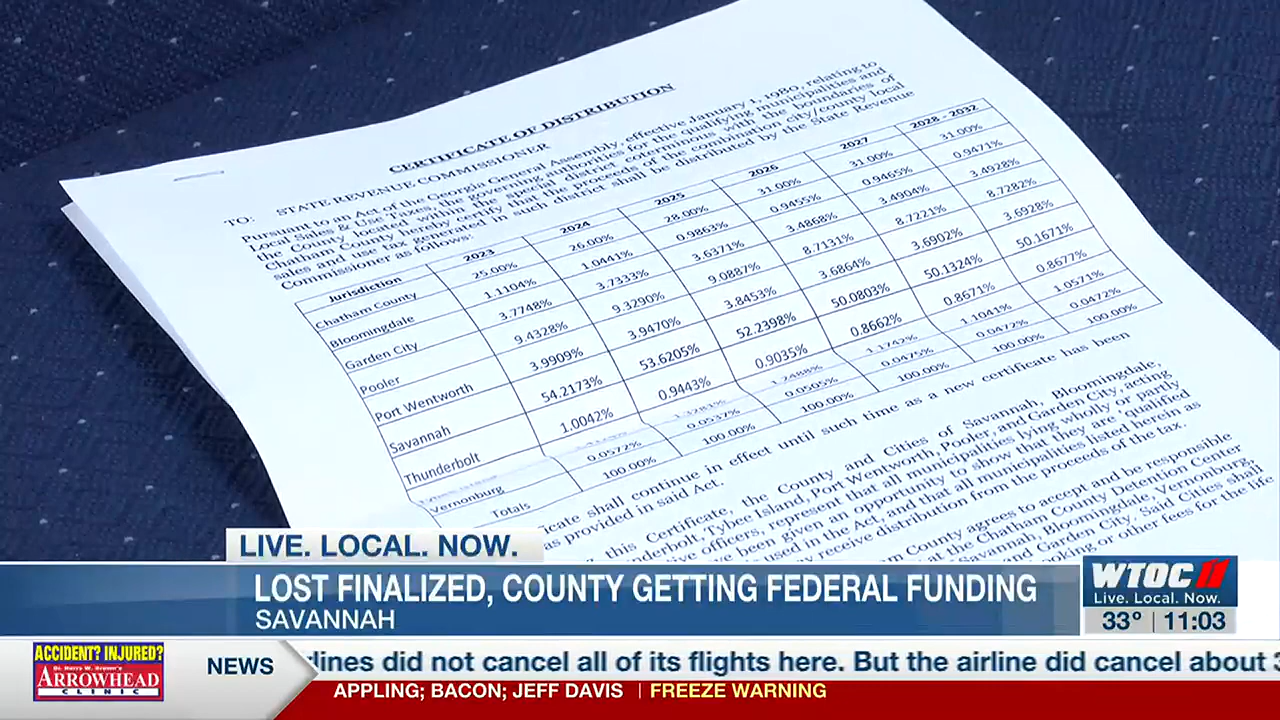 CERTIFICATE OF DISTRIBUTION
TO: STATE REVENUE COMMISSIONER
Pursuant to an Act of the Georgia General Assembly, effective January 1, 1980, relating to
Local Sales & Use Taxes, the governing authorities for the qualifying municipalities and
the County located within the special district coterminous with the boundaries of
Chatham County hereby certify that the proceeds of the combination city/county local
sales and use tax generated in such district shall be distributed by the State Revenue
Commissioner as follows:
Jurisdiction 2023 2024 2025 2026 2027 2028 - 2032
Chatham County 25.00% 26.00% 28.00% 31.00% 31.00% 31.00%
Bloomingdale 1.1104% 1.0441% 0.9863% 0.9455% 0.9465% 0.9471%
Garden City 3.7748% 3.7333% 3.6371% 3.4868% 3.4904% 3.4928%
Pooler 9.4328% 9.3290% 9.0887% 8.7131% 8.7221% 8.7282%
Port Wentworth 3.9909% 3.9470% 3.8453% 3.6864% 3.6902% 3.6928%
Savannah 54.2173% 53.6205% 52.2398% 50.0803% 50.1324% 50.1671%
Thunderbolt 1.0042% 0.9443% 0.9035% 0.8662% 0.8671% 0.8677%
1.2488% 1.1742% 1.1041% 1.0571%
Vernonburg 0.0572% 0.0537% 0.0505% 0.0475% 0.0472% 0.0472%
Totals 100.00% 100.00% 100.00% 100.00% 100.00% 100.00%
icate shall continue in effect until such time as a new certificate has been
as provided in said Act.
this Certificate, the County and Cities of Savannah, Bloomingdale,
underbolt, Tybee Island, Port Wentworth, Pooler, and Garden City, acting
officers, represent that all municipalities lying wholly or partly
been given an opportunity to show that they are 'qualified
used in the Act, and that all municipalities listed herein as
receive distribution from the proceeds of the tax.
County agrees to accept and be responsible
at the Chatham County Detention Center
Savannah, Bloomingdale, Vernonburg,
and Garden City. Said Cities shall
booking or other fees for the
life
LIVE. LOCAL. NOW.
LOST FINALIZED, COUNTY GETTING FEDERAL FUNDING
SAVANNAH
WTOC 11
Live. Local. Now.
33° 11:03
ACCIDENT? INJURED?
ARROWHEAD
CLINIC
NEWS
lines did not cancel all of its flights here. But the airline did cancel about 3
APPLING; BACON; JEFF DAVIS FREEZE WARNING